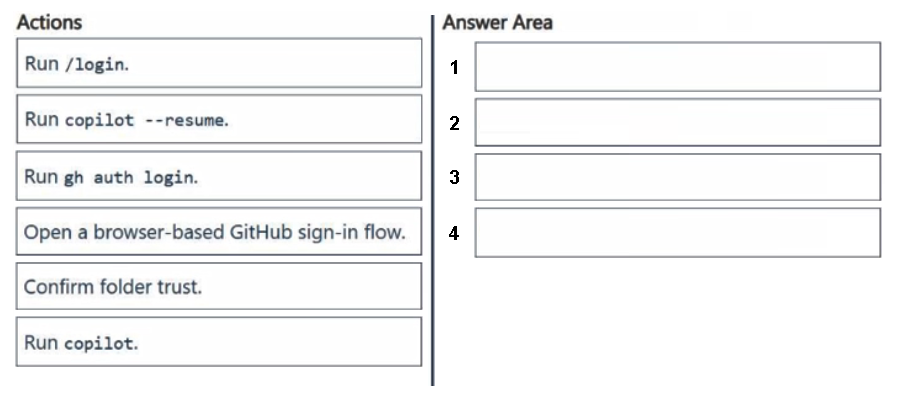 Actions
Run /login.
Run copilot --resume.
Run gh auth login.
Open a browser-based GitHub sign-in flow.
Confirm folder trust.
Run copilot.
Answer Area
1
2
3
4